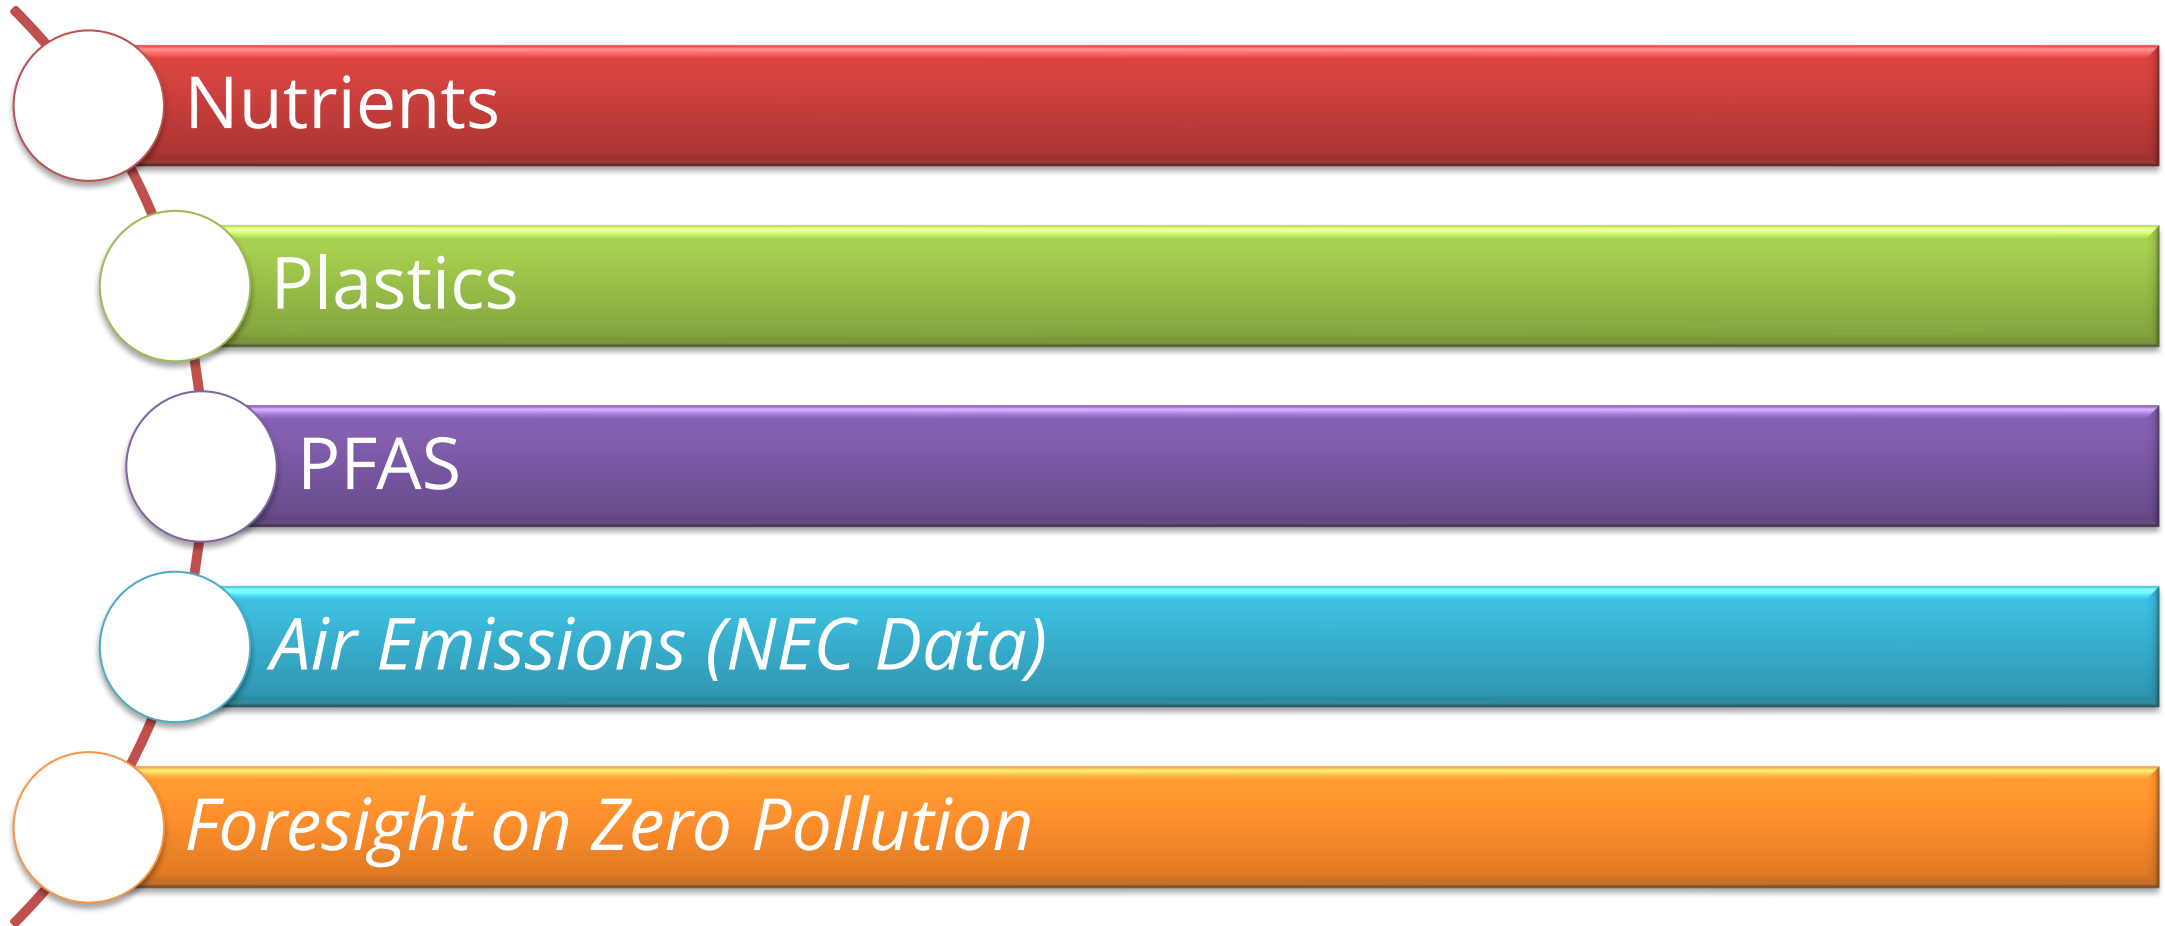 Nutrients
Plastics
PFAS
Air Emissions (NEC Data)
Foresight on Zero Pollution